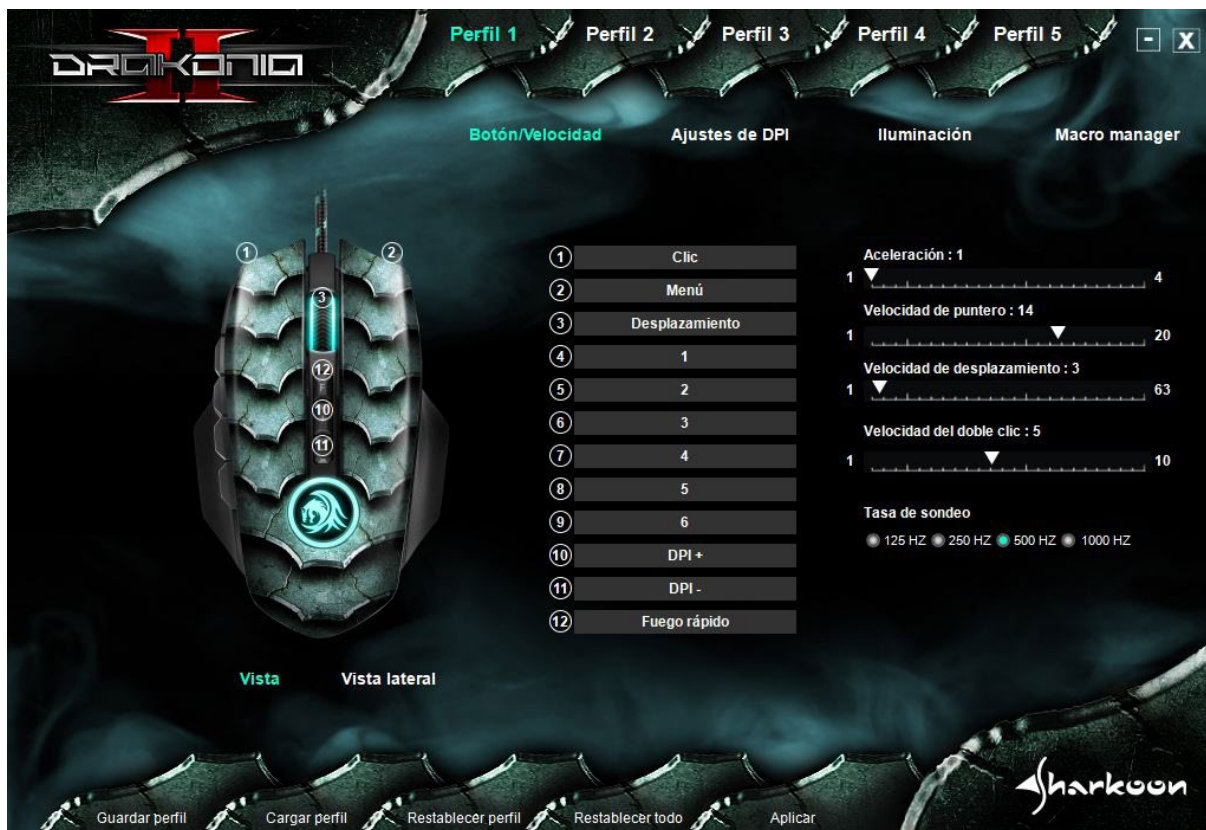 DRAKONIA II
Perfil 1 Perfil 2 Perfil 3 Perfil 4 Perfil 5 - X
Botón/Velocidad Ajustes de DPI Iluminación Macro manager
1 2
3
12
10
11
1 Clic
2 Menú
3 Desplazamiento
4 1
5 2
6 3
7 4
8 5
9 6
10 DPI +
11 DPI -
12 Fuego rápido
Aceleración : 1
1 4
Velocidad de puntero : 14
1 20
Velocidad de desplazamiento : 3
1 63
Velocidad del doble clic : 5
1 10
Tasa de sondeo
125 HZ 250 HZ 500 HZ 1000 HZ
Vista Vista lateral
Sharkoon
Guardar perfil Cargar perfil Restablecer perfil Restablecer todo Aplicar